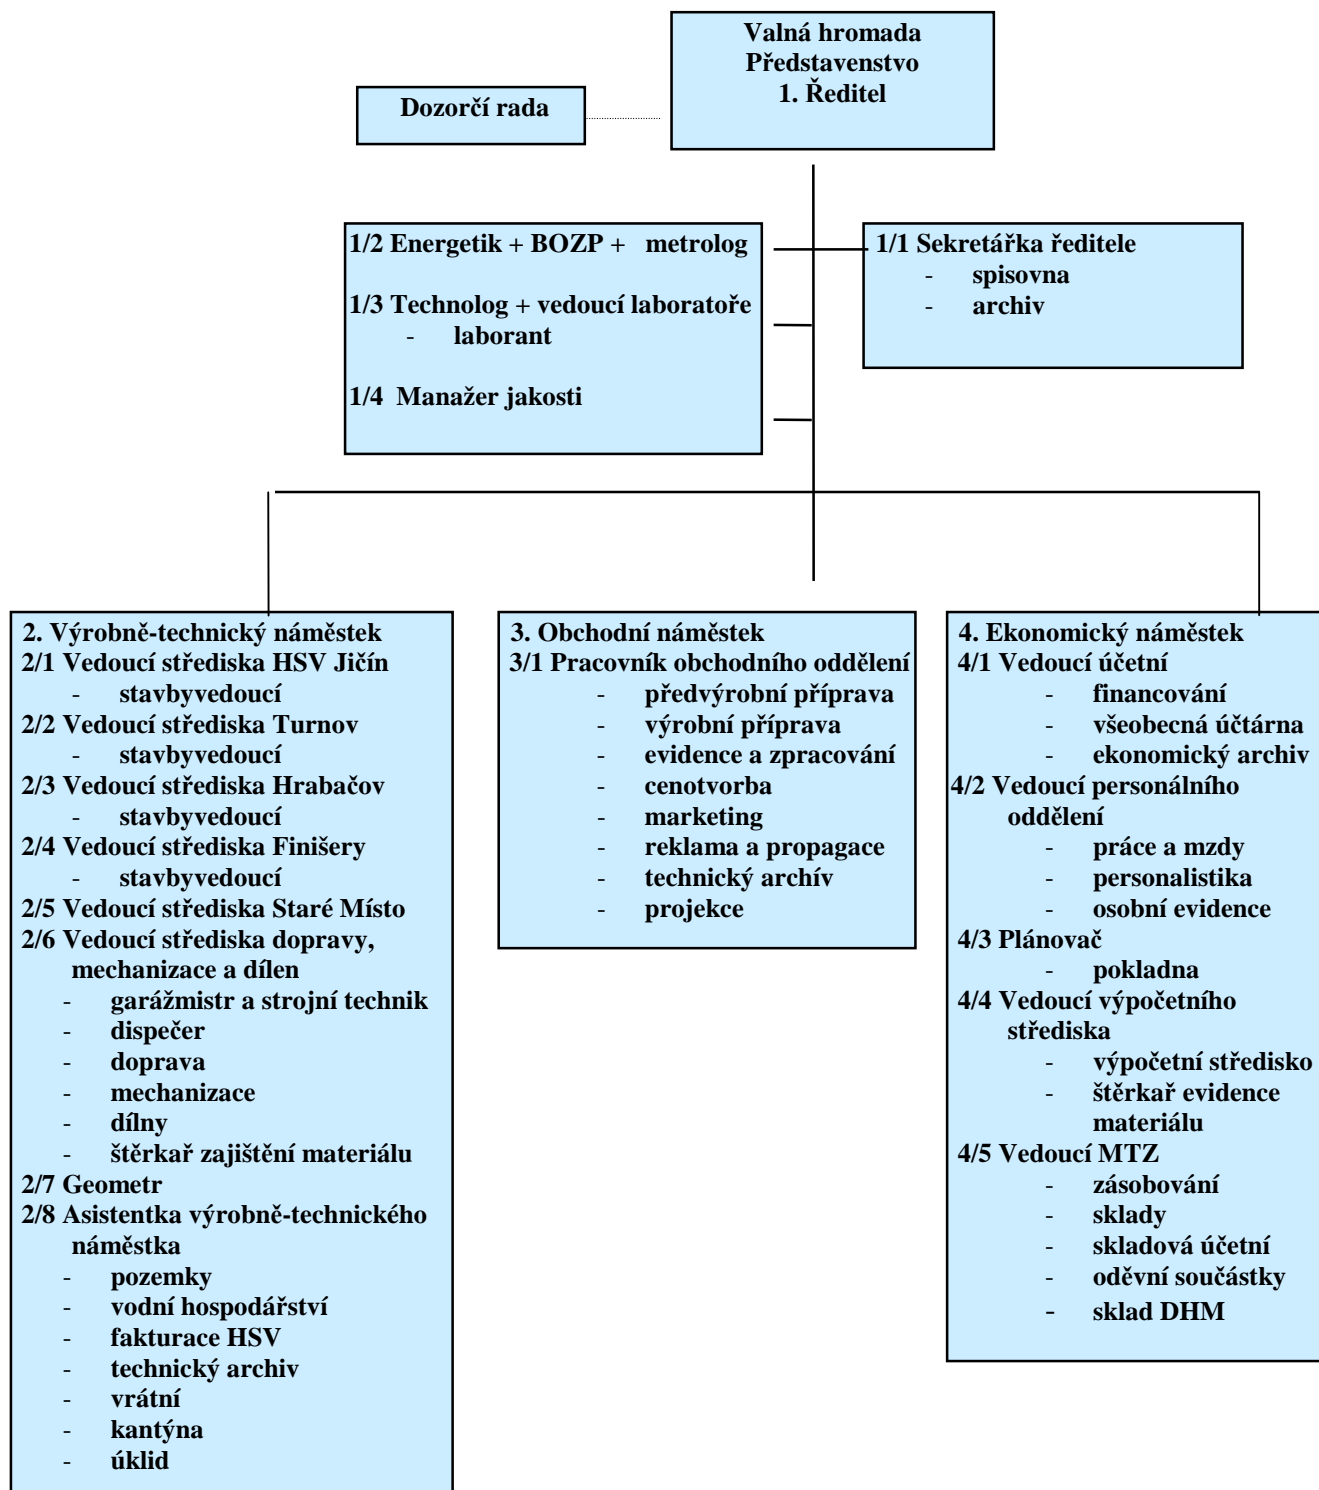 Valná hromada
Představenstvo
1. Ředitel
Dozorčí rada
1/2 Energetik + BOZP + metrolog
1/3 Technolog + vedoucí laboratoře
- laborant
1/4 Manažer jakosti
1/1 Sekretářka ředitele
- spisovna
- archiv
2. Výrobně-technický náměstek
2/1 Vedoucí střediska HSV Jičín
- stavbyvedoucí
2/2 Vedoucí střediska Turnov
- stavbyvedoucí
2/3 Vedoucí střediska Hrabačov
- stavbyvedoucí
2/4 Vedoucí střediska Finišery
- stavbyvedoucí
2/5 Vedoucí střediska Staré Místo
2/6 Vedoucí střediska dopravy,
mechanizace a dílen
- garážmistr a strojní technik
- dispečer
- doprava
- mechanizace
- dílny
- štěrkař zajištění materiálu
2/7 Geometr
2/8 Asistentka výrobně-technického
náměstka
- pozemky
- vodní hospodářství
- fakturace HSV
- technický archiv
- vrátní
- kantýna
- úklid
3. Obchodní náměstek
3/1 Pracovník obchodního oddělení
- předvýrobní příprava
- výrobní příprava
- evidence a zpracování
- cenotvorba
- marketing
- reklama a propagace
- technický archív
- projekce
4. Ekonomický náměstek
4/1 Vedoucí účetní
- financování
- všeobecná účtárna
- ekonomický archiv
4/2 Vedoucí personálního
oddělení
- práce a mzdy
- personalistika
- osobní evidence
4/3 Plánovač
- pokladna
4/4 Vedoucí výpočetního
střediska
- výpočetní středisko
- štěrkař evidence
materiálu
4/5 Vedoucí MTZ
- zásobování
- sklady
- skladová účetní
- oděvní součástky
- sklad DHM